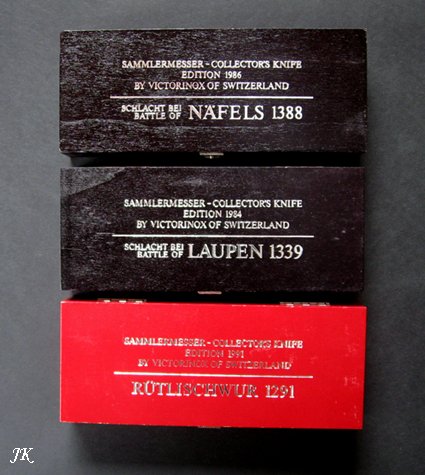 SAMMLERMESSER - COLLECTOR'S KNIFE
EDITION 1986
BY VICTORINOX OF SWITZERLAND
SCHLACHT BEI
BATTLE OF NÄFELS 1388
SAMMLERMESSER - COLLECTOR'S KNIFE
EDITION 1984
BY VICTORINOX OF SWITZERLAND
SCHLACHT BEI
BATTLE OF LAUPEN 1339
SAMMLERMESSER - COLLECTOR'S KNIFE
EDITION 1991
BY VICTORINOX OF SWITZERLAND
RÜTLISCHWUR 1291
JK